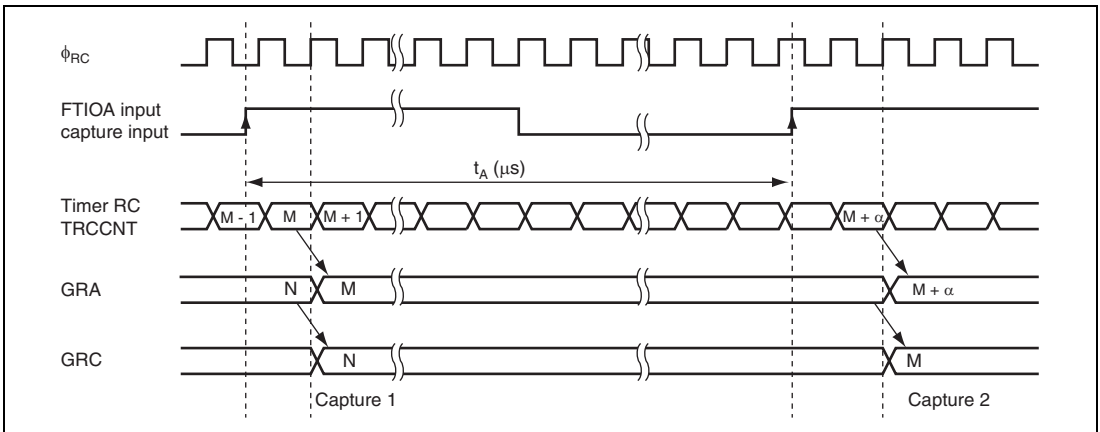 ϕRC
FTIOA input
capture input
tA (μs)
Timer RC
TRCCNT
M - 1
M
M + 1
M + α
GRA
N
M
M + α
GRC
N
M
Capture 1
Capture 2